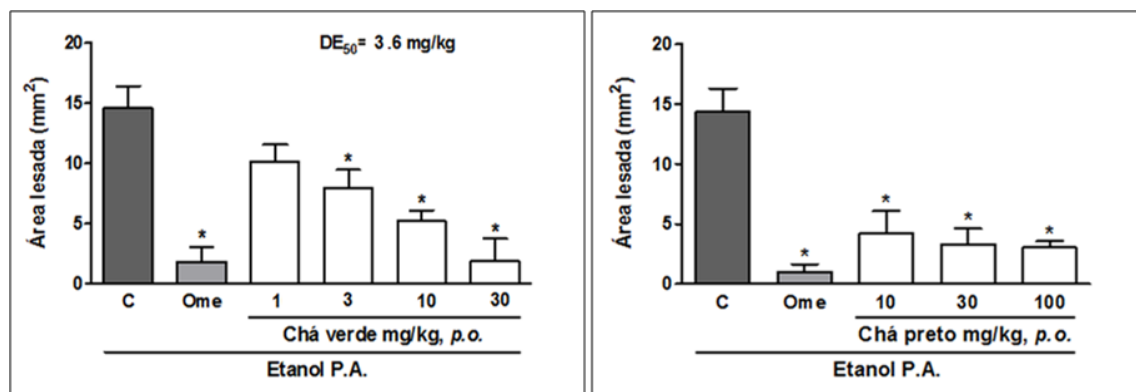 DE50= 3.6 mg/kg
Área lesada (mm²)
20
15
10
5
0
*
*
*
*
C Ome 1 3 10 30
Chá verde mg/kg, p.o.
Etanol P.A.
Área lesada (mm²)
20
15
10
5
0
*
*
*
*
C Ome 10 30 100
Chá preto mg/kg, p.o.
Etanol P.A.